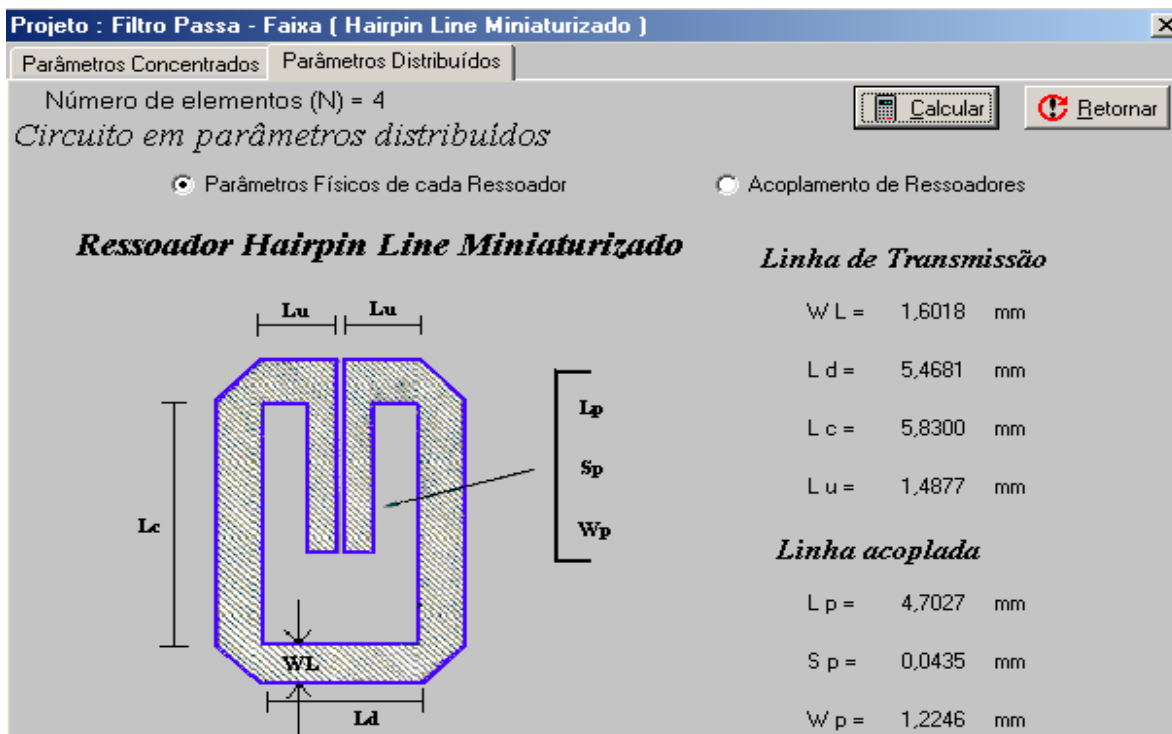 Projeto : Filtro Passa - Faixa ( Hairpin Line Miniaturizado )
Parâmetros Concentrados
Parâmetros Distribuídos
Número de elementos (N) = 4
Calcular
Retornar
Circuito em parâmetros distribuídos
Parâmetros Físicos de cada Ressoador
Acoplamento de Ressoadores
Ressoador Hairpin Line Miniaturizado
Lu
Lu
Lc
WL
Ld
Lp
Sp
Wp
Linha de Transmissão
W L = 1,6018 mm
L d = 5,4681 mm
L c = 5,8300 mm
L u = 1,4877 mm
Linha acoplada
L p = 4,7027 mm
S p = 0,0435 mm
W p = 1,2246 mm